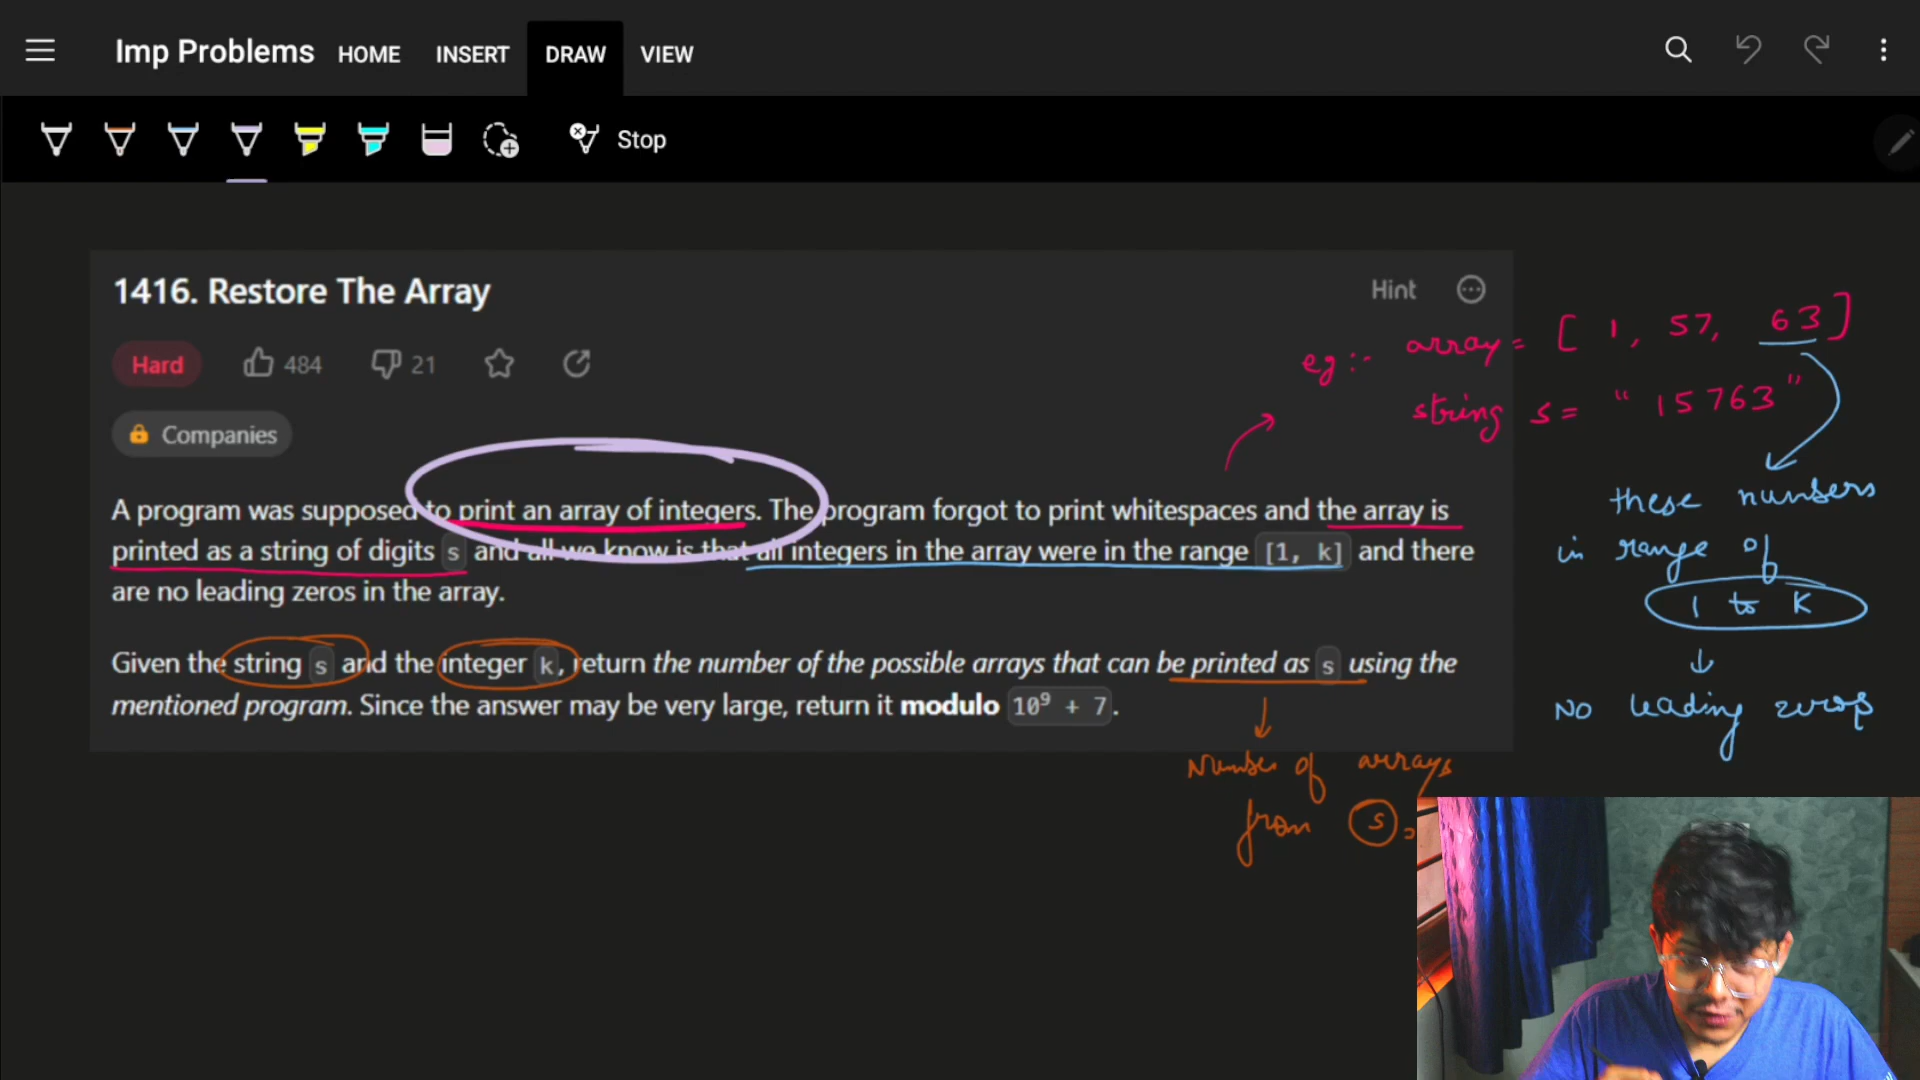 Imp Problems HOME INSERT DRAW VIEW
Stop
1416. Restore The Array
Hint
Hard 484 21
Companies
A program was supposed to print an array of integers. The program forgot to print whitespaces and the array is
printed as a string of digits s and all we know is that all integers in the array were in the range [1, k] and there
are no leading zeros in the array.
Given the string s and the integer k, return the number of the possible arrays that can be printed as s using the
mentioned program. Since the answer may be very large, return it modulo 10⁹ + 7.
eg :- array = [ 1, 57, 63 ]
string s = "15763"
these numbers
in range of
1 to K
NO leading zeros
Number of arrays
from s,